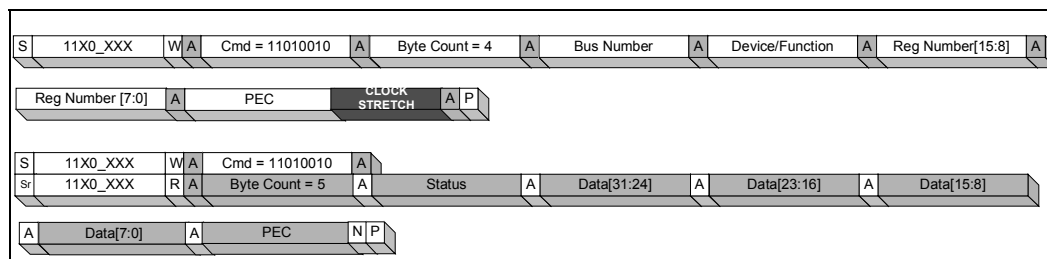 S 11X0_XXX W A Cmd = 11010010 A Byte Count = 4 A Bus Number A Device/Function A Reg Number[15:8] A
Reg Number [7:0] A PEC CLOCK STRETCH A P
S 11X0_XXX W A Cmd = 11010010 A
Sr 11X0_XXX R A Byte Count = 5 A Status A Data[31:24] A Data[23:16] A Data[15:8]
A Data[7:0] A PEC N P